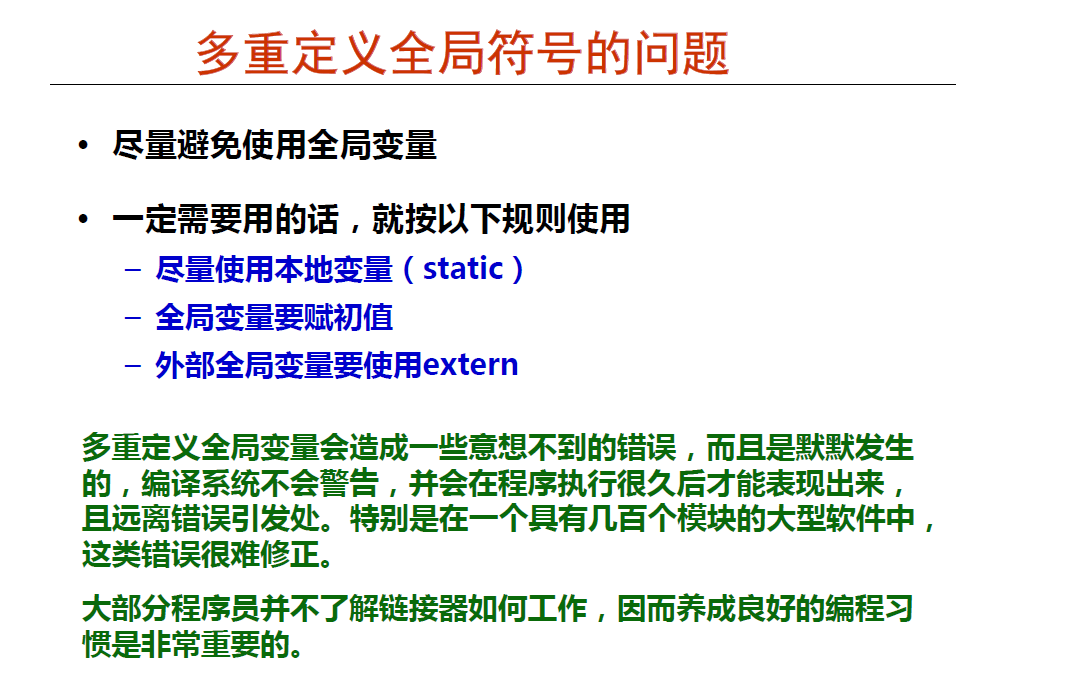 多重定义全局符号的问题
• 尽量避免使用全局变量
• 一定需要用的话，就按以下规则使用
– 尽量使用本地变量（static）
– 全局变量要赋初值
– 外部全局变量要使用extern
多重定义全局变量会造成一些意想不到的错误，而且是默默发生
的，编译系统不会警告，并会在程序执行很久后才能表现出来，
且远离错误引发处。特别是在一个具有几百个模块的大型软件中，
这类错误很难修正。
大部分程序员并不了解链接器如何工作，因而养成良好的编程习
惯是非常重要的。